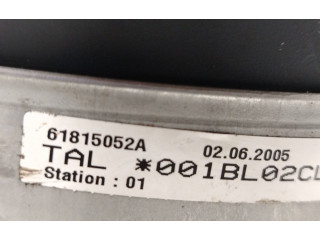 61815052A 02.06.2005
TAL *001BL02CL
Station : 01